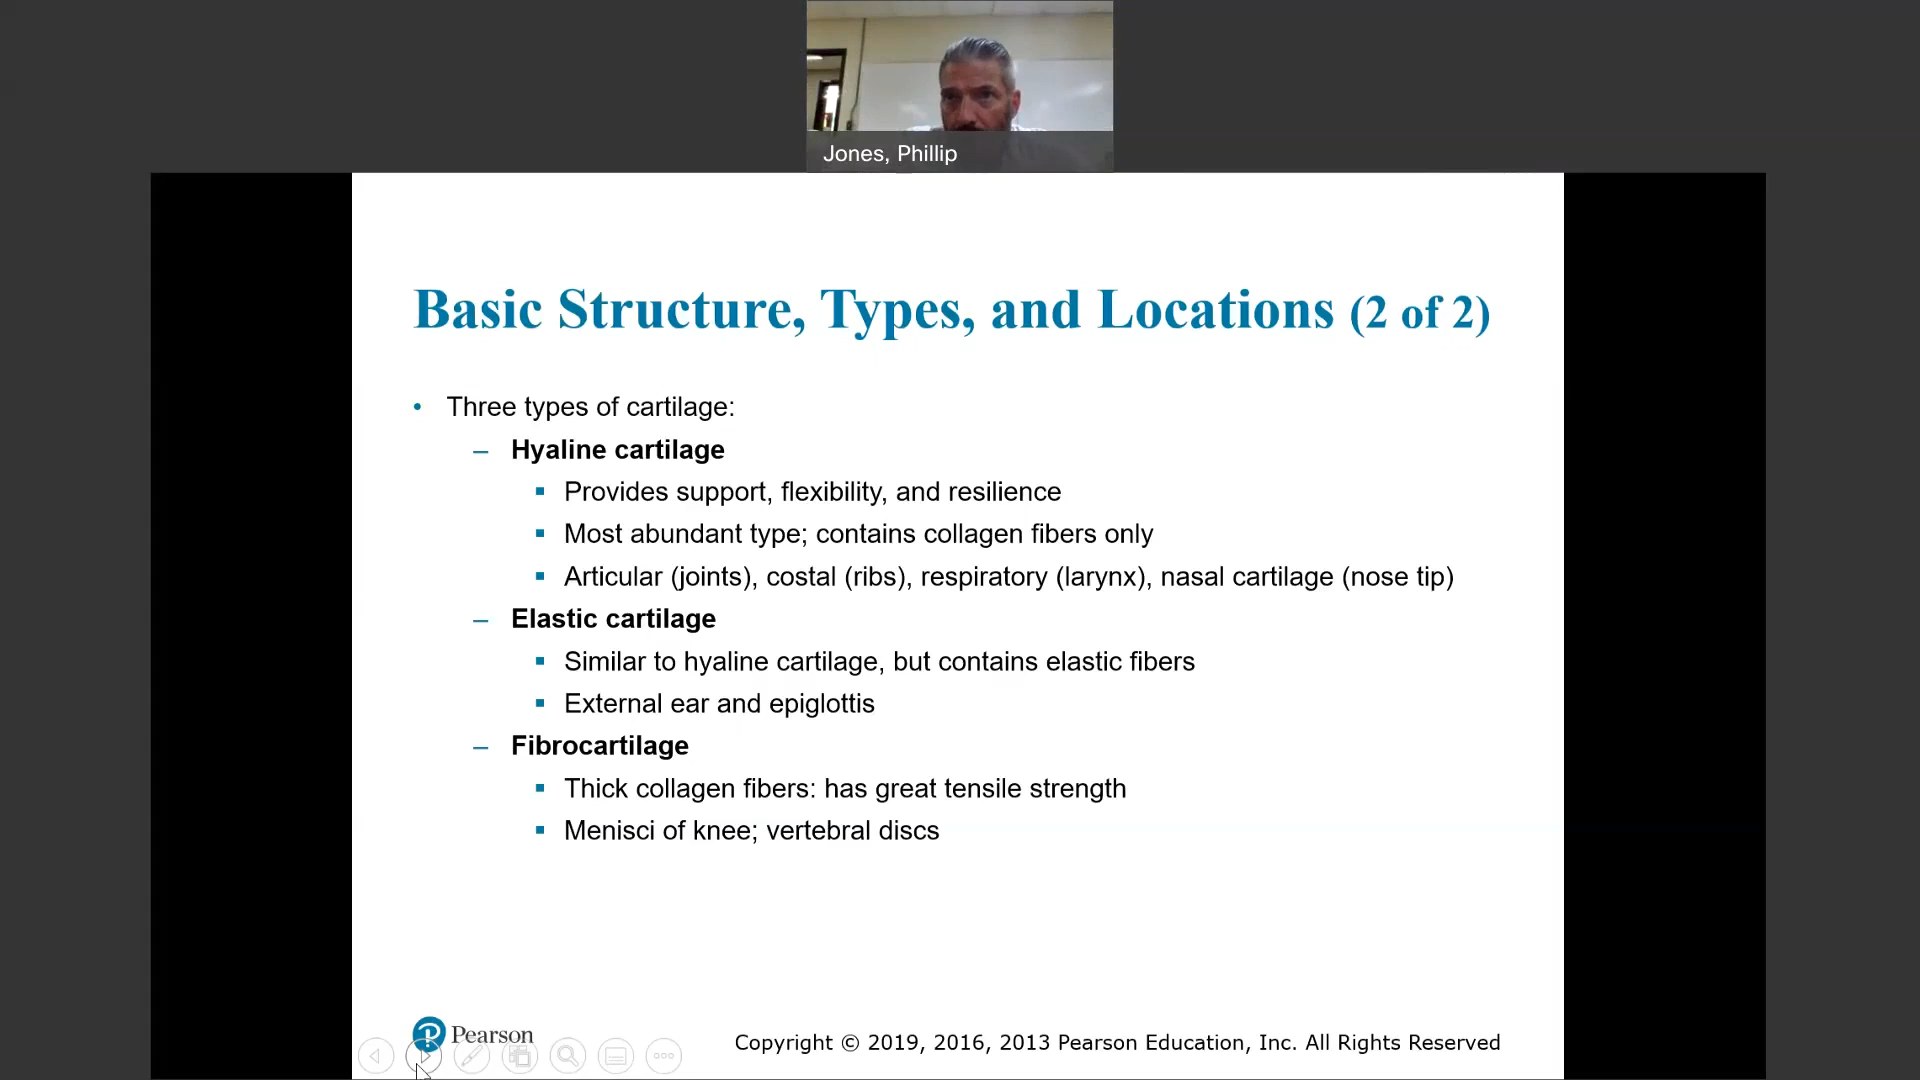 Jones, Phillip
Basic Structure, Types, and Locations (2 of 2)
• Three types of cartilage:
– Hyaline cartilage
▪ Provides support, flexibility, and resilience
▪ Most abundant type; contains collagen fibers only
▪ Articular (joints), costal (ribs), respiratory (larynx), nasal cartilage (nose tip)
– Elastic cartilage
▪ Similar to hyaline cartilage, but contains elastic fibers
▪ External ear and epiglottis
– Fibrocartilage
▪ Thick collagen fibers: has great tensile strength
▪ Menisci of knee; vertebral discs
Pearson
Copyright © 2019, 2016, 2013 Pearson Education, Inc. All Rights Reserved